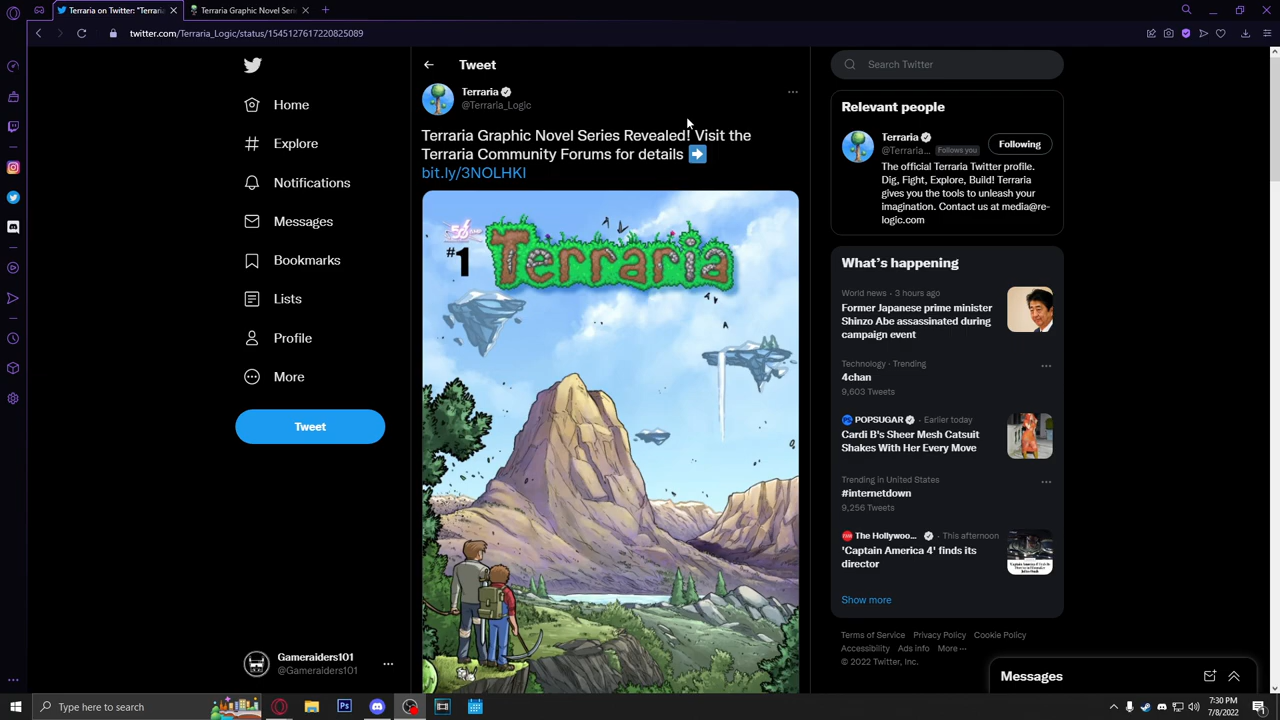 Terraria on Twitter: "Terraria
Terraria Graphic Novel Seri
twitter.com/Terraria_Logic/status/1545127617220825089
Home
Explore
Notifications
Messages
Bookmarks
Lists
Profile
More
Tweet
Gameraiders101
@Gameraiders101
Tweet
Terraria
@Terraria_Logic
Terraria Graphic Novel Series Revealed! Visit the
Terraria Community Forums for details ➡
bit.ly/3NOLHKI
#1
Terraria
Search Twitter
Relevant people
Terraria
@Terraria... Follows you
Following
The official Terraria Twitter profile.
Dig, Fight, Explore, Build! Terraria
gives you the tools to unleash your
imagination. Contact us at media@re-
logic.com
What's happening
World news · 3 hours ago
Former Japanese prime minister
Shinzo Abe assassinated during
campaign event
Technology · Trending
4chan
9,603 Tweets
POPSUGAR · Earlier today
Cardi B's Sheer Mesh Catsuit
Shakes With Her Every Move
Trending in United States
#internetdown
9,256 Tweets
The Hollywoo... · This afternoon
'Captain America 4' finds its
director
Show more
Terms of Service Privacy Policy Cookie Policy
Accessibility Ads info More ···
© 2022 Twitter, Inc.
Messages
Type here to search
7:30 PM
7/8/2022